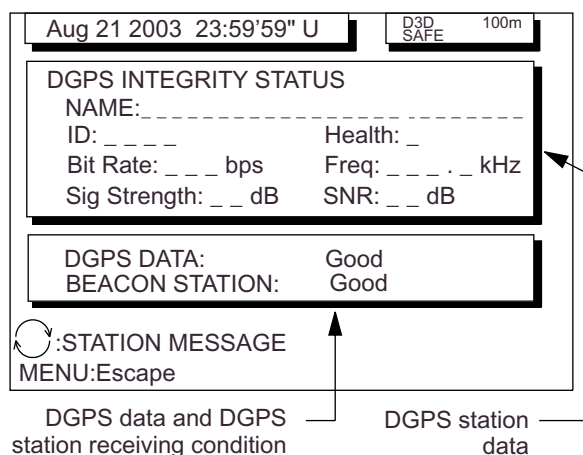 Aug 21 2003 23:59'59" U
D3D 100m
SAFE
DGPS INTEGRITY STATUS
NAME:_ _ _ _ _ _ _ _ _ _ _ _ _ _ _ _ _ _ _ _ _ _ _ _ _ _ _
ID: _ _ _ _ Health: _
Bit Rate: _ _ _ bps Freq: _ _ _ . _ kHz
Sig Strength: _ _ dB SNR: _ _ dB
DGPS DATA: Good
BEACON STATION: Good
:STATION MESSAGE
MENU:Escape
DGPS data and DGPS
station receiving condition
DGPS station
data